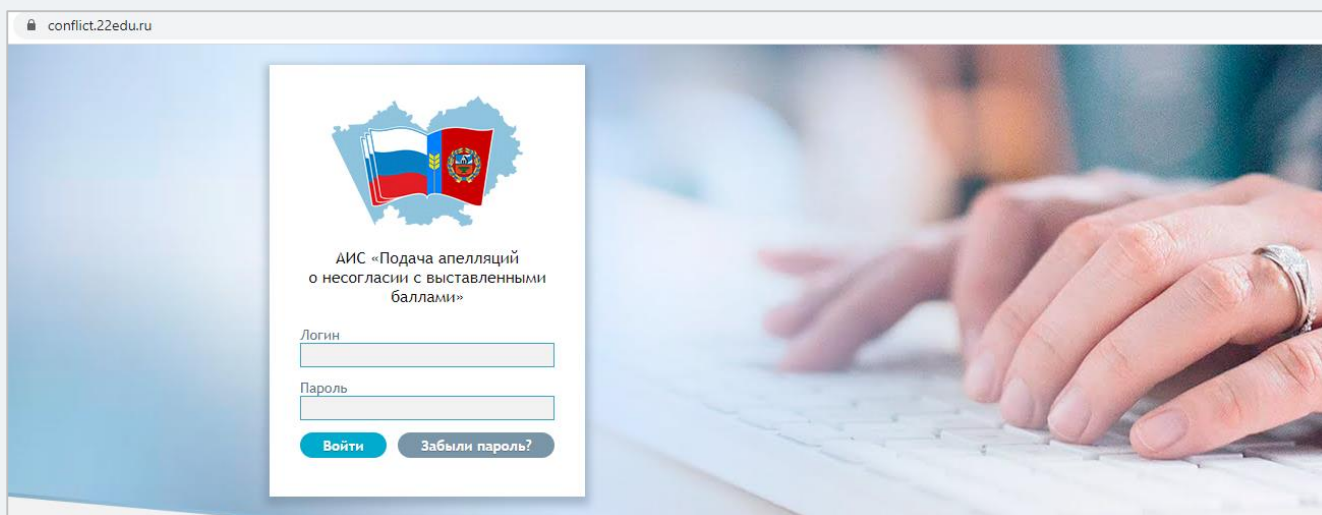 conflict.22edu.ru
АИС «Подача апелляций
о несогласии с выставленными
баллами»
Логин
Пароль
Войти
Забыли пароль?